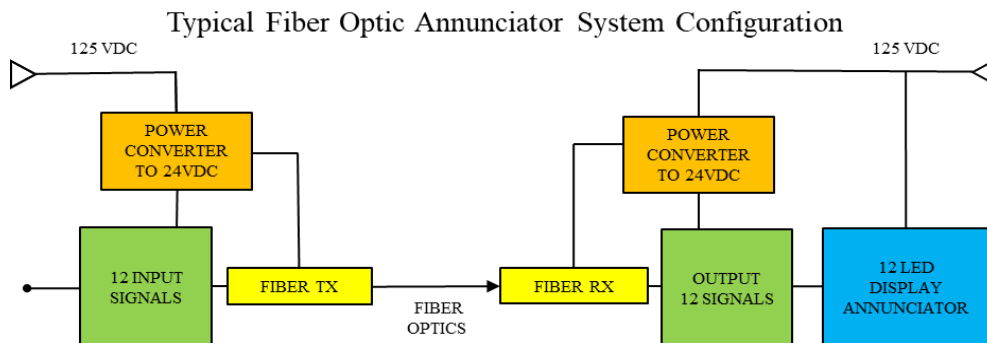 Typical Fiber Optic Annunciator System Configuration
125 VDC
125 VDC
POWER
CONVERTER
TO 24VDC
POWER
CONVERTER
TO 24VDC
12 INPUT
SIGNALS
FIBER TX
FIBER
OPTICS
FIBER RX
OUTPUT
12 SIGNALS
12 LED
DISPLAY
ANNUNCIATOR